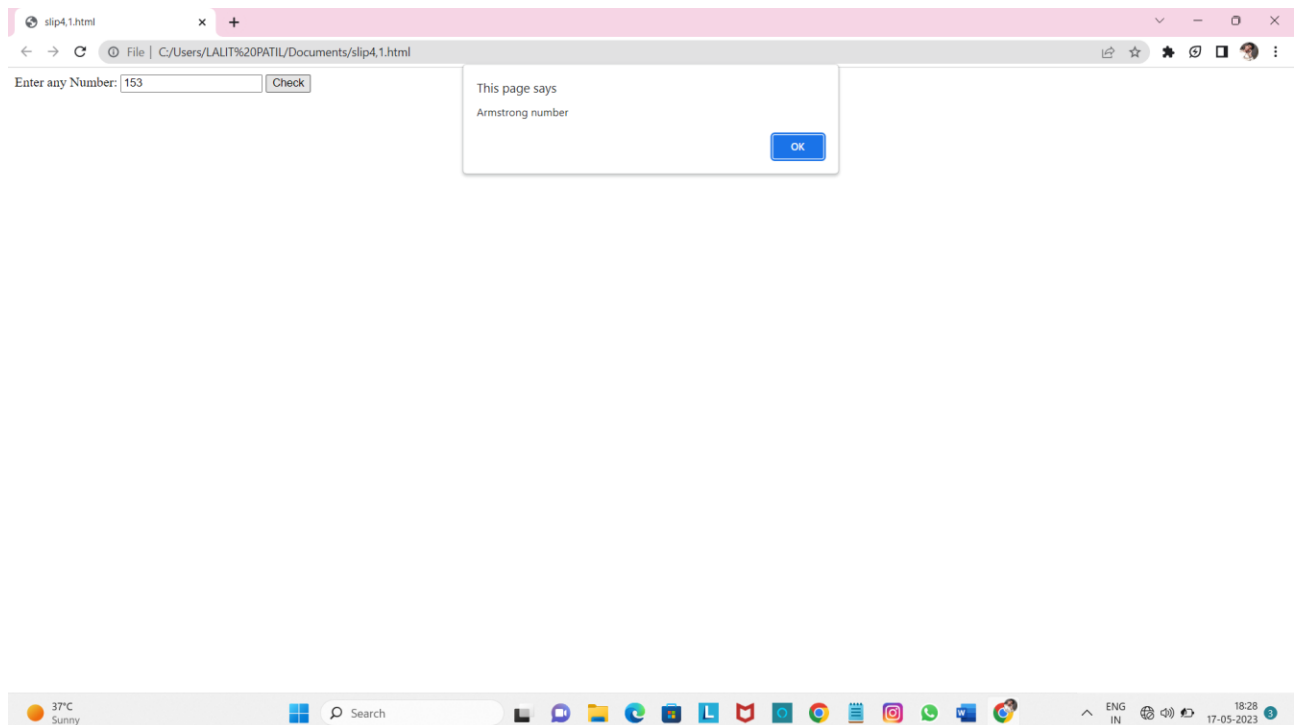 slip4,1.html
File | C:/Users/LALIT%20PATIL/Documents/slip4,1.html
Enter any Number: 153 Check
This page says
Armstrong number
OK
37°C
Sunny
Search
ENG
IN
18:28
17-05-2023
3